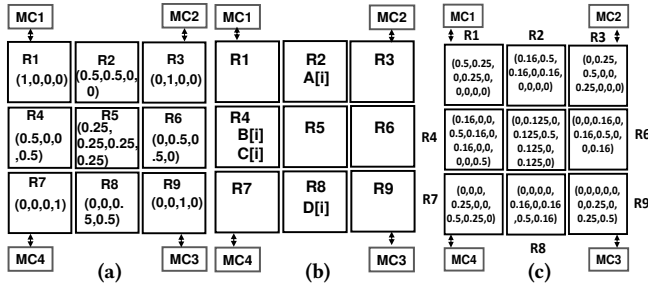 MC1
MC2
R1
(1,0,0,0)
R2
(0.5,0.5,0,
0)
R3
(0,1,0,0)
R4
(0.5,0,0
,0.5)
R5
(0.25,
0.25,0.25,
0.25)
R6
(0,0.5,0
.5,0)
R7
(0,0,0,1)
R8
(0,0,0.
5,0.5)
R9
(0,0,1,0)
MC4
(a)
MC3
MC1
MC2
R1
R2
A[i]
R3
R4
B[i]
C[i]
R5
R6
R7
R8
D[i]
R9
MC4
(b)
MC3
MC1
MC2
R1
R2
R3
(0.5,0.25,
0,0.25,0,
0,0,0,0)
(0.16,0.5,
0.16,0,0.16,
0,0,0,0)
(0,0.25,
0.5,0,0,
0.25,0,0,0)
R4
(0.16,0,0,
0.5,0.16,0,
0.16,0,0,
0,0,0.5)
(0,0.125,0,
0.125,0.5,
0.125,0,
0.125,0)
(0,0,0.16,0,
0.16,0.5,0,
0,0.16)
R6
R7
(0,0,0,
0.25,0,0,
0.5,0.25,0)
(0,0,0,0,
0.16,0,0.16
,0.5,0.16)
(0,0,0,0,0,
0,0.25,0,
0.25,0.5)
R9
MC4
R8
MC3
(c)